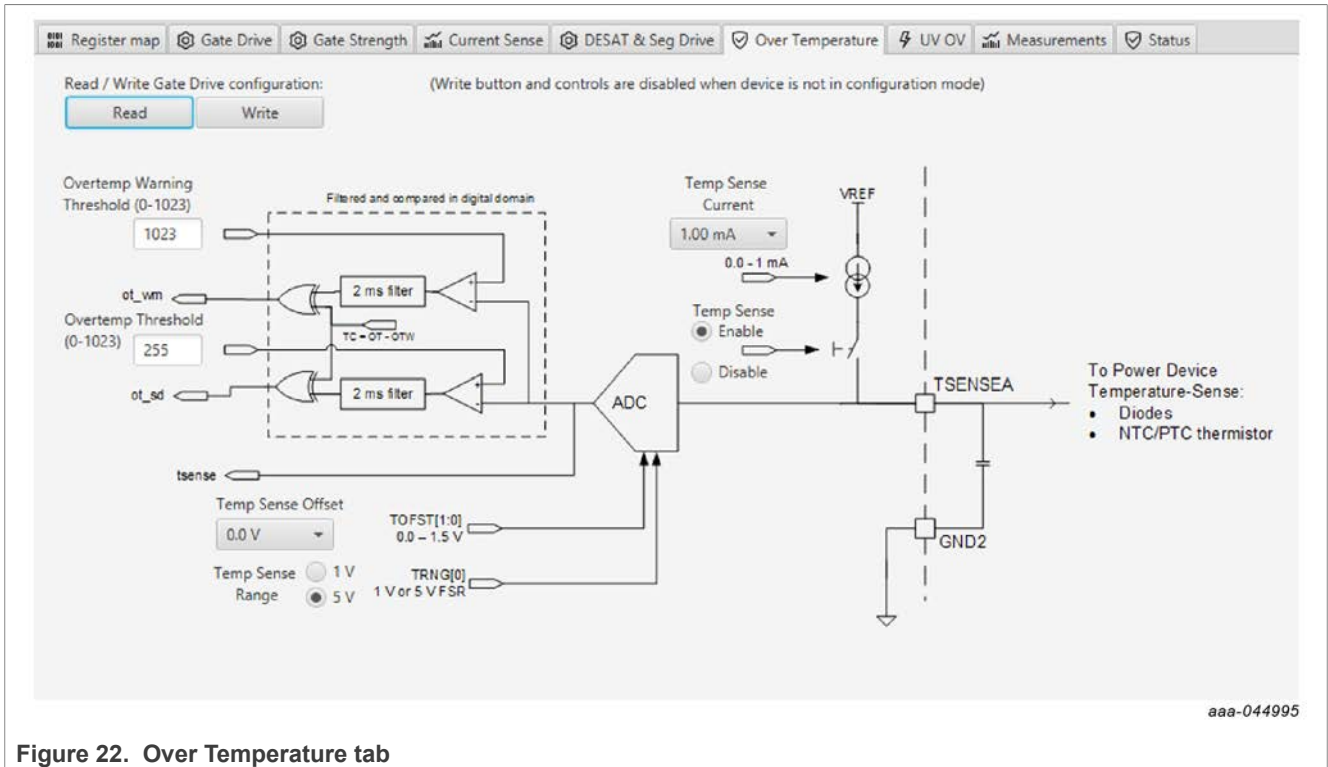 Register map Gate Drive Gate Strength Current Sense DESAT & Seg Drive Over Temperature UV OV Measurements Status
Read / Write Gate Drive configuration: (Write button and controls are disabled when device is not in configuration mode)
Read Write
Overtemp Warning
Threshold (0-1023)
1023
Filtered and compared in digital domain
Temp Sense
Current
1.00 mA
VREF
0.0 - 1 mA
2 ms filter
ot_wrn
TC = OT - OTW
Overtemp Threshold
(0-1023)
255
Temp Sense
Enable
Disable
2 ms filter
ot_sd
ADC
TSENSEA
To Power Device
Temperature-Sense:
• Diodes
• NTC/PTC thermistor
tsense
Temp Sense Offset
0.0 V
TOFST[1:0]
0.0 – 1.5 V
GND2
Temp Sense
Range
1 V
5 V
TRNG[0]
1 V or 5 V FSR
aaa-044995
Figure 22. Over Temperature tab